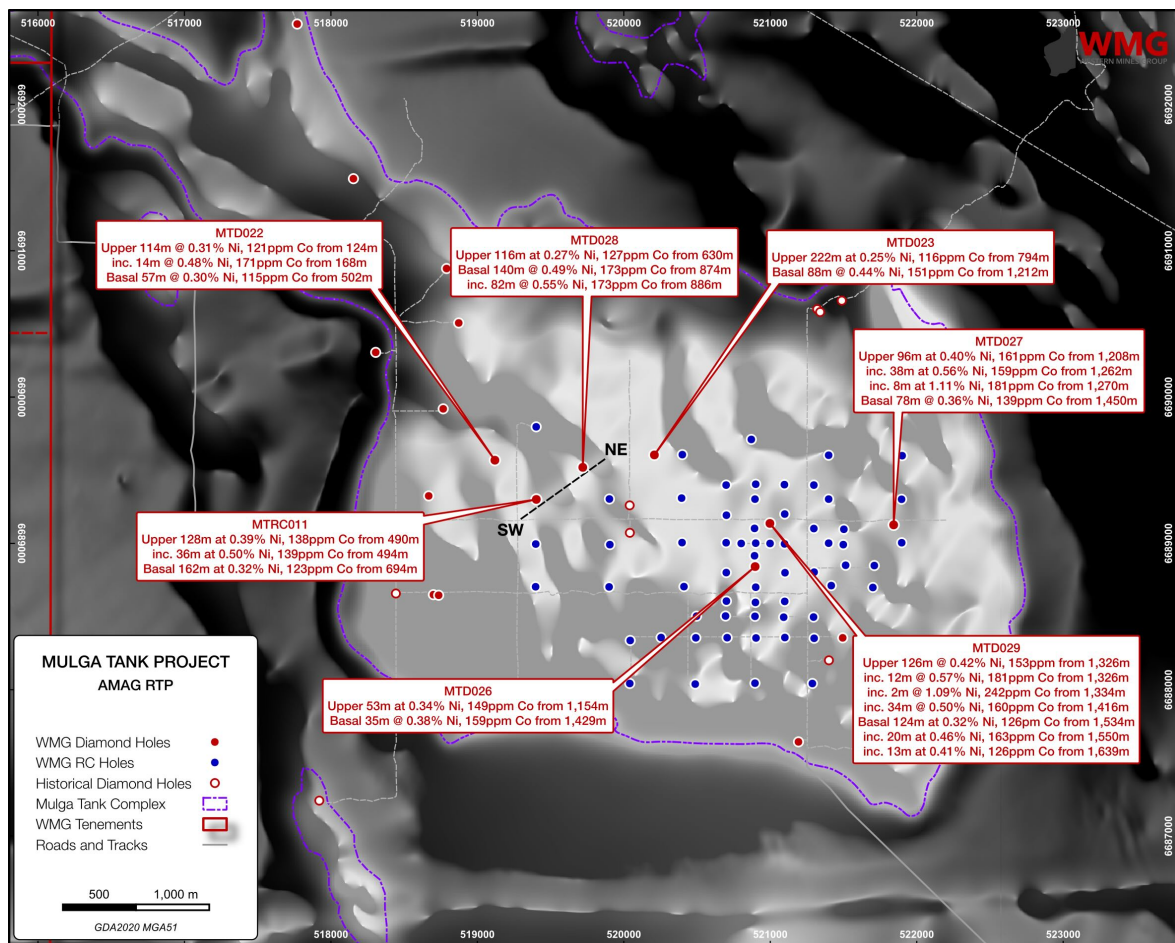 516000
517000
518000
519000
520000
521000
522000
523000
WMG
WESTERN MINES GROUP
6692000
6692000
6691000
6691000
6690000
6690000
6689000
6689000
6688000
6687000
MTD022
Upper 114m @ 0.31% Ni, 121ppm Co from 124m
inc. 14m @ 0.48% Ni, 171ppm Co from 168m
Basal 57m @ 0.30% Ni, 115ppm Co from 502m
MTD028
Upper 116m at 0.27% Ni, 127ppm Co from 630m
Basal 140m @ 0.49% Ni, 173ppm Co from 874m
inc. 82m @ 0.55% Ni, 173ppm Co from 886m
MTD023
Upper 222m at 0.25% Ni, 116ppm Co from 794m
Basal 88m @ 0.44% Ni, 151ppm Co from 1,212m
MTD027
Upper 96m at 0.40% Ni, 161ppm Co from 1,208m
inc. 38m at 0.56% Ni, 159ppm Co from 1,262m
inc. 8m at 1.11% Ni, 181ppm Co from 1,270m
Basal 78m @ 0.36% Ni, 139ppm Co from 1,450m
NE
SW
MTRC011
Upper 128m at 0.39% Ni, 138ppm Co from 490m
inc. 36m at 0.50% Ni, 139ppm Co from 494m
Basal 162m at 0.32% Ni, 123ppm Co from 694m
MTD026
Upper 53m at 0.34% Ni, 149ppm Co from 1,154m
Basal 35m @ 0.38% Ni, 159ppm Co from 1,429m
MTD029
Upper 126m @ 0.42% Ni, 153ppm from 1,326m
inc. 12m @ 0.57% Ni, 181ppm Co from 1,326m
inc. 2m @ 1.09% Ni, 242ppm Co from 1,334m
inc. 34m @ 0.50% Ni, 160ppm Co from 1,416m
Basal 124m at 0.32% Ni, 126pm Co from 1,534m
inc. 20m at 0.46% Ni, 163ppm Co from 1,550m
inc. 13m at 0.41% Ni, 126ppm Co from 1,639m
MULGA TANK PROJECT
AMAG RTP
WMG Diamond Holes
WMG RC Holes
Historical Diamond Holes
Mulga Tank Complex
WMG Tenements
Roads and Tracks
500
1,000 m
GDA2020 MGA51
518000
519000
520000
521000
522000
523000